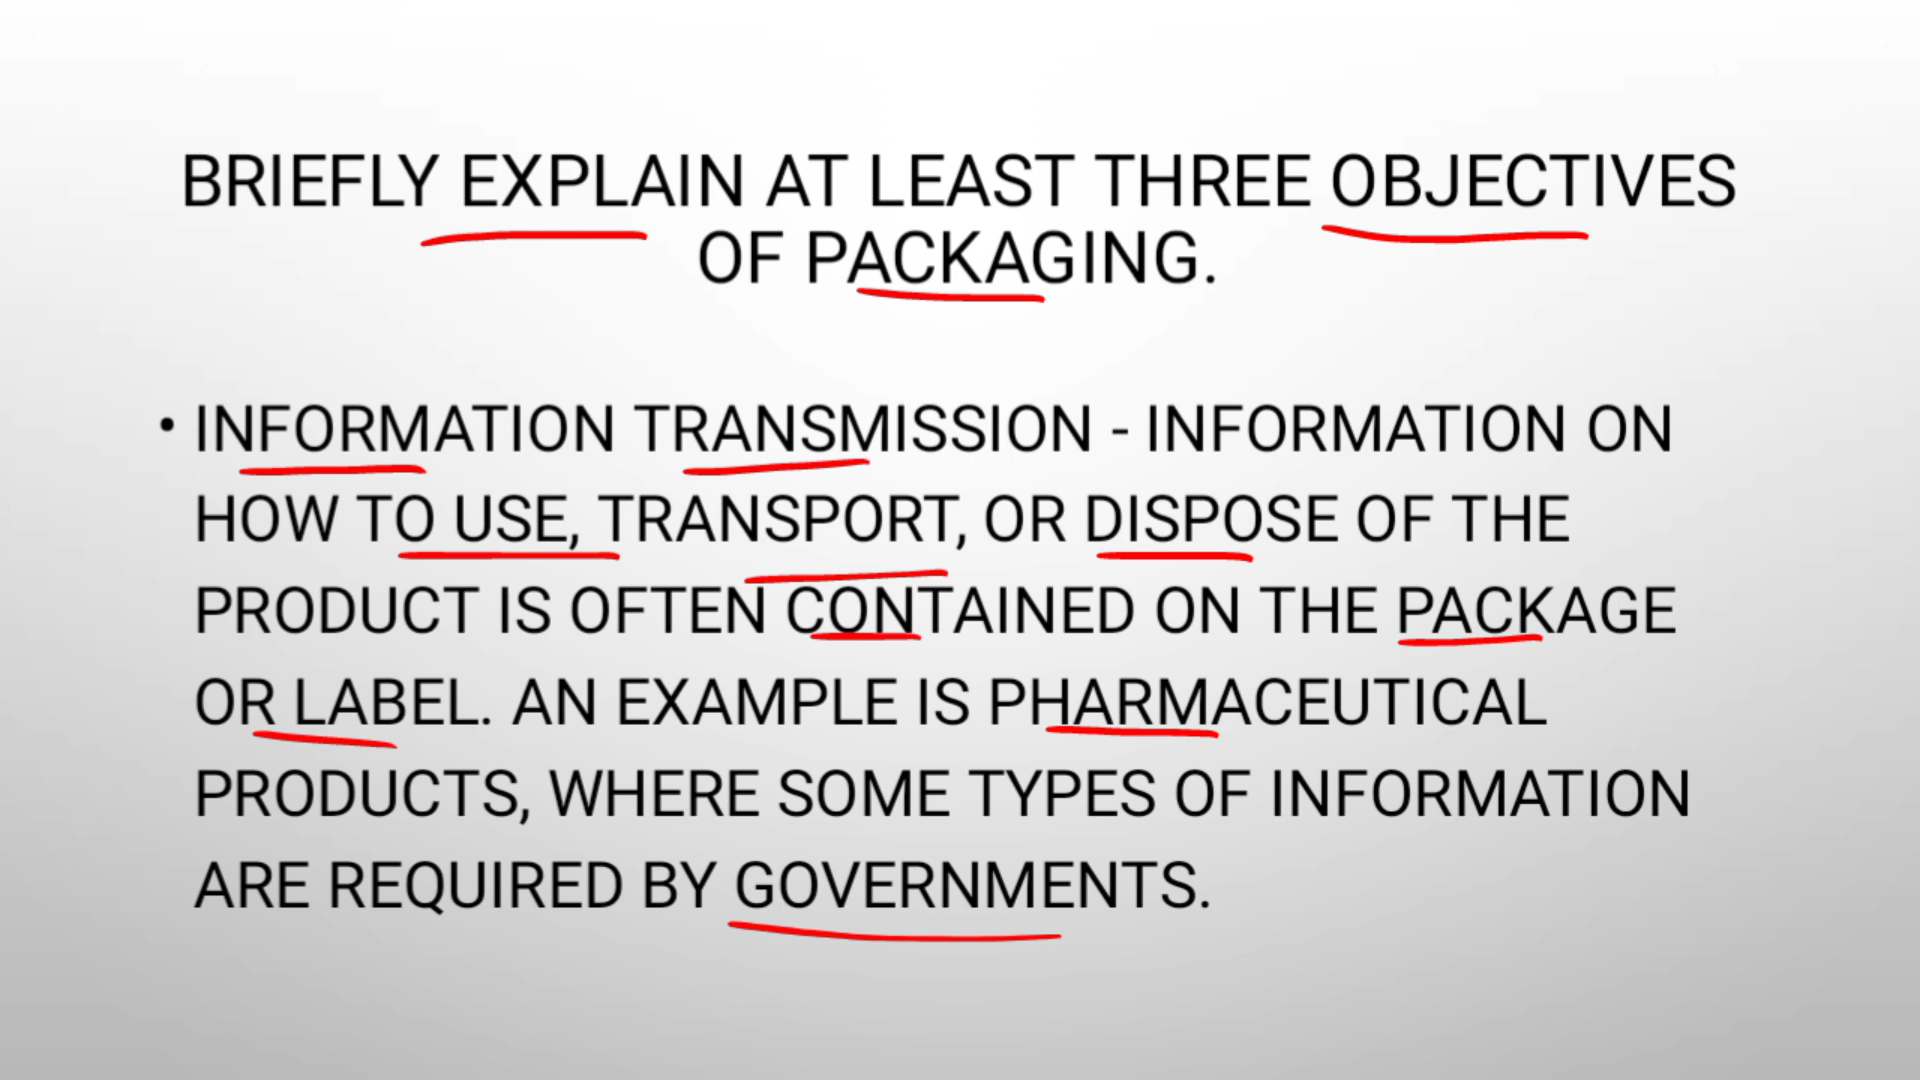 BRIEFLY EXPLAIN AT LEAST THREE OBJECTIVES
OF PACKAGING.
• INFORMATION TRANSMISSION - INFORMATION ON
HOW TO USE, TRANSPORT, OR DISPOSE OF THE
PRODUCT IS OFTEN CONTAINED ON THE PACKAGE
OR LABEL. AN EXAMPLE IS PHARMACEUTICAL
PRODUCTS, WHERE SOME TYPES OF INFORMATION
ARE REQUIRED BY GOVERNMENTS.